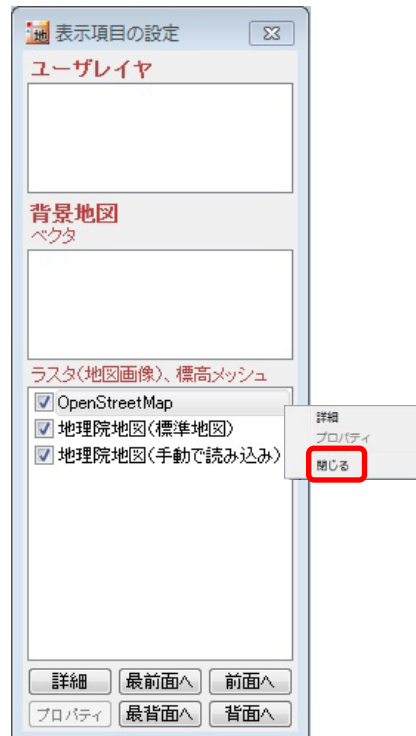 地 表示項目の設定
ユーザレイヤ
背景地図
ベクタ
ラスタ(地図画像)、標高メッシュ
OpenStreetMap
地理院地図(標準地図)
地理院地図(手動で読み込み)
詳細
プロパティ
閉じる
詳細 最前面へ 前面へ
プロパティ 最背面へ 背面へ